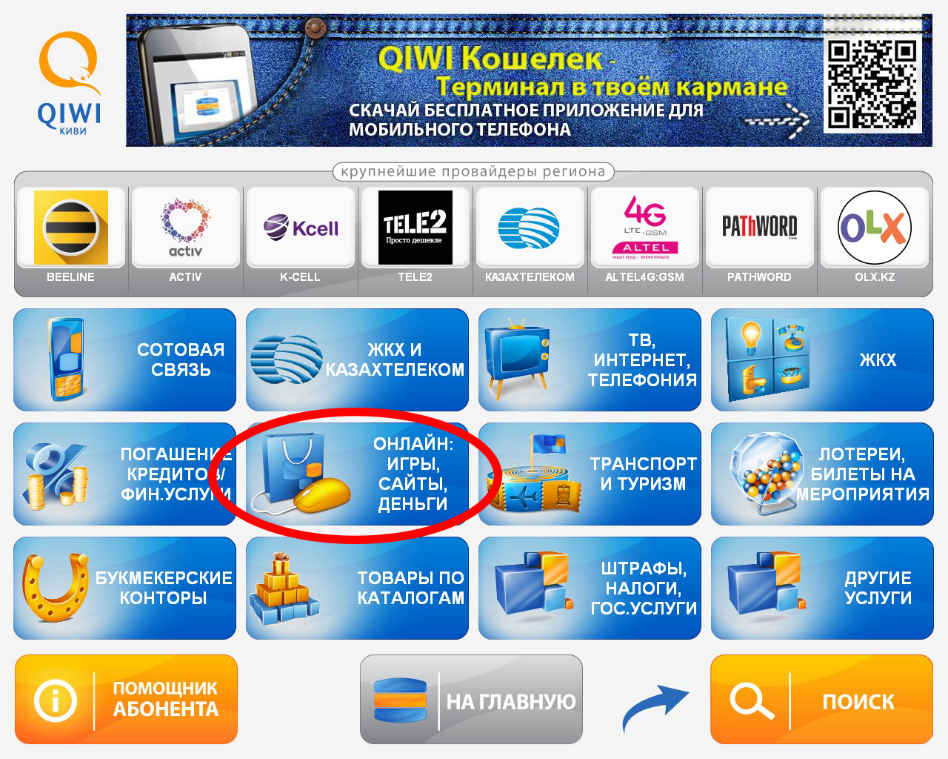 QIWI
КИВИ
QIWI Кошелек -
Терминал в твоём кармане
СКАЧАЙ БЕСПЛАТНОЕ ПРИЛОЖЕНИЕ ДЛЯ
МОБИЛЬНОГО ТЕЛЕФОНА
крупнейшие провайдеры региона
activ
Kcell
TELE2
Просто дешевле
4G
LTE
GSM
ALTEL
PAThWORD
OLX
BEELINE
ACTIV
K-CELL
TELE2
КАЗАХТЕЛЕКОМ
ALTEL4G:GSM
PATHWORD
OLX.KZ
СОТОВАЯ
СВЯЗЬ
ЖКХ И
КАЗАХТЕЛЕКОМ
ТВ,
ИНТЕРНЕТ,
ТЕЛЕФОНИЯ
ЖКХ
ПОГАШЕНИЕ
КРЕДИТОВ/
ФИН.УСЛУГИ
ОНЛАЙН:
ИГРЫ,
САЙТЫ,
ДЕНЬГИ
ТРАНСПОРТ
И ТУРИЗМ
ЛОТЕРЕИ,
БИЛЕТЫ НА
МЕРОПРИЯТИЯ
БУКМЕКЕРСКИЕ
КОНТОРЫ
ТОВАРЫ ПО
КАТАЛОГАМ
ШТРАФЫ,
НАЛОГИ,
ГОС.УСЛУГИ
ДРУГИЕ
УСЛУГИ
ПОМОЩНИК
АБОНЕНТА
НА ГЛАВНУЮ
ПОИСК